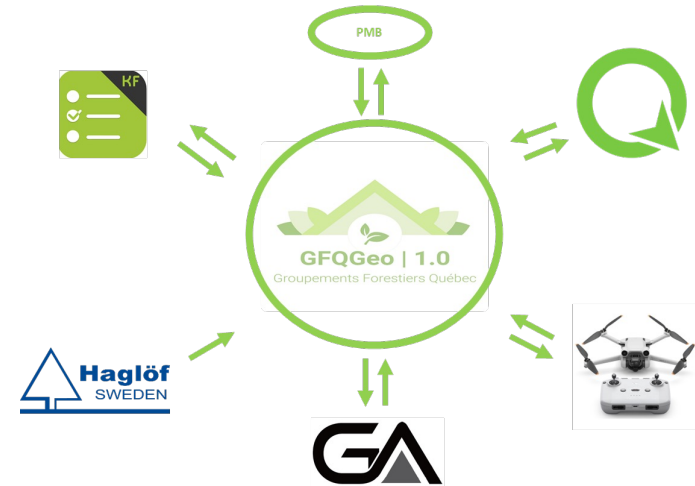 PMB
KF
GFQGeo | 1.0
Groupements Forestiers Québec
Haglöf
SWEDEN
GA